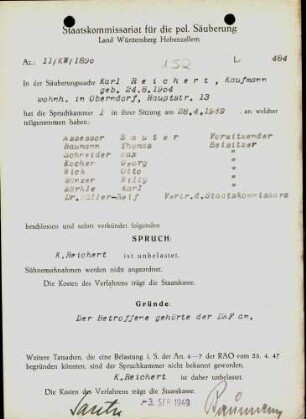 Staatskommissariat für die pol. Säuberung
Land Württemberg Hohenzollern
Az.: 11/KW/1890
152
L: 484
In der Säuberungssache Karl Reichert, Kaufmann
geb. 24.8.1904
wohnh. in Oberndorf, Hauptstr. 13
hat die Spruchkammer I in ihrer Sitzung am 28.4.1949, an welcher
teilgenommen haben:
Assessor Sauter Vorsitzender
Baumann Thomas Beisitzer
Schneider Max "
Kocher Georg "
Wick Otto "
Willy "
Märkle Karl "
Vertr.d.Staatskommissars
beschlossen und sofort verkündet folgenden
SPRUCH:
K.Reichert ist unbelastet.
Sühnemaßnahmen werden nicht angeordnet.
Die Kosten des Verfahrens trägt die Staatskasse.
Gründe:
Der Betroffene gehörte der DAF an.
Weitere Tatsachen, die eine Belastung i. S. der Art. 4—7 der RAO vom 25. 4. 47
begründen könnten, sind der Spruchkammer nicht bekannt geworden.
K.Reichert ist daher unbelastet.
Die Kosten des Verfahrens trägt die Staatskasse.
-3. SEP. 1949